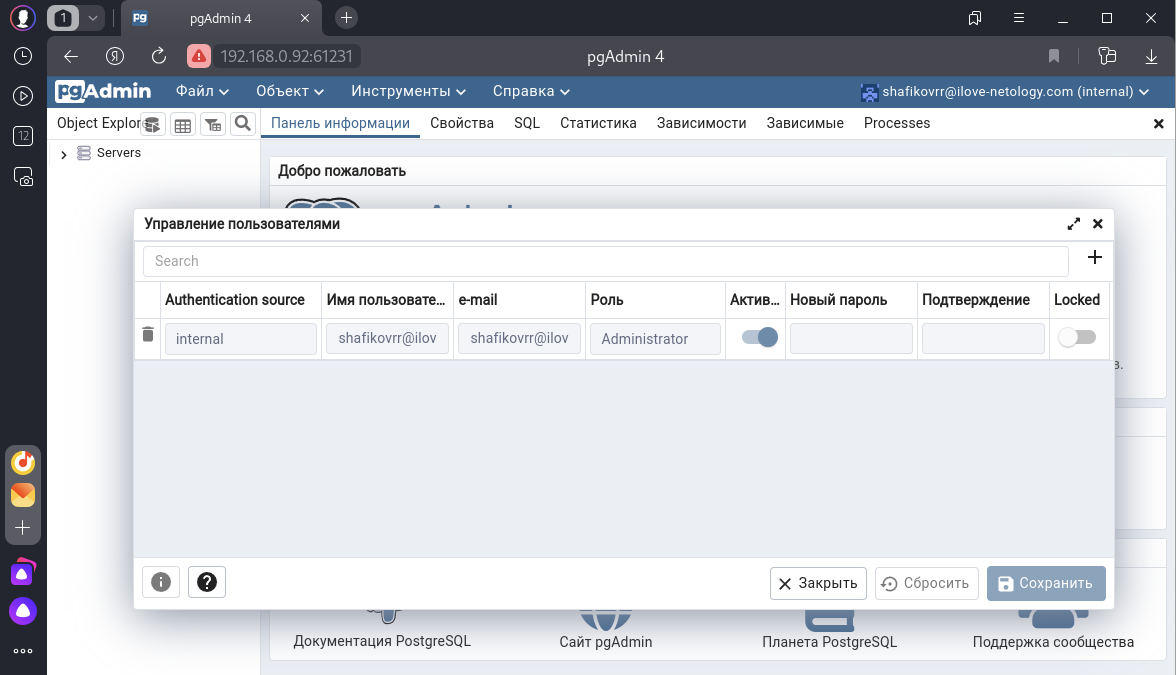 1
pgAdmin 4
192.168.0.92:61231
pgAdmin 4
pgAdmin
Файл
Объект
Инструменты
Справка
shafikovrr@ilove-netology.com (internal)
12
Object Explor
Панель информации
Свойства
SQL
Статистика
Зависимости
Зависимые
Processes
Servers
Добро пожаловать
Управление пользователями
Search
Authentication source
Имя пользовате...
e-mail
Роль
Актив...
Новый пароль
Подтверждение
Locked
internal
shafikovrr@ilov
shafikovrr@ilov
Administrator
в.
Закрыть
Сбросить
Сохранить
Документация PostgreSQL
Сайт pgAdmin
Планета PostgreSQL
Поддержка сообщества